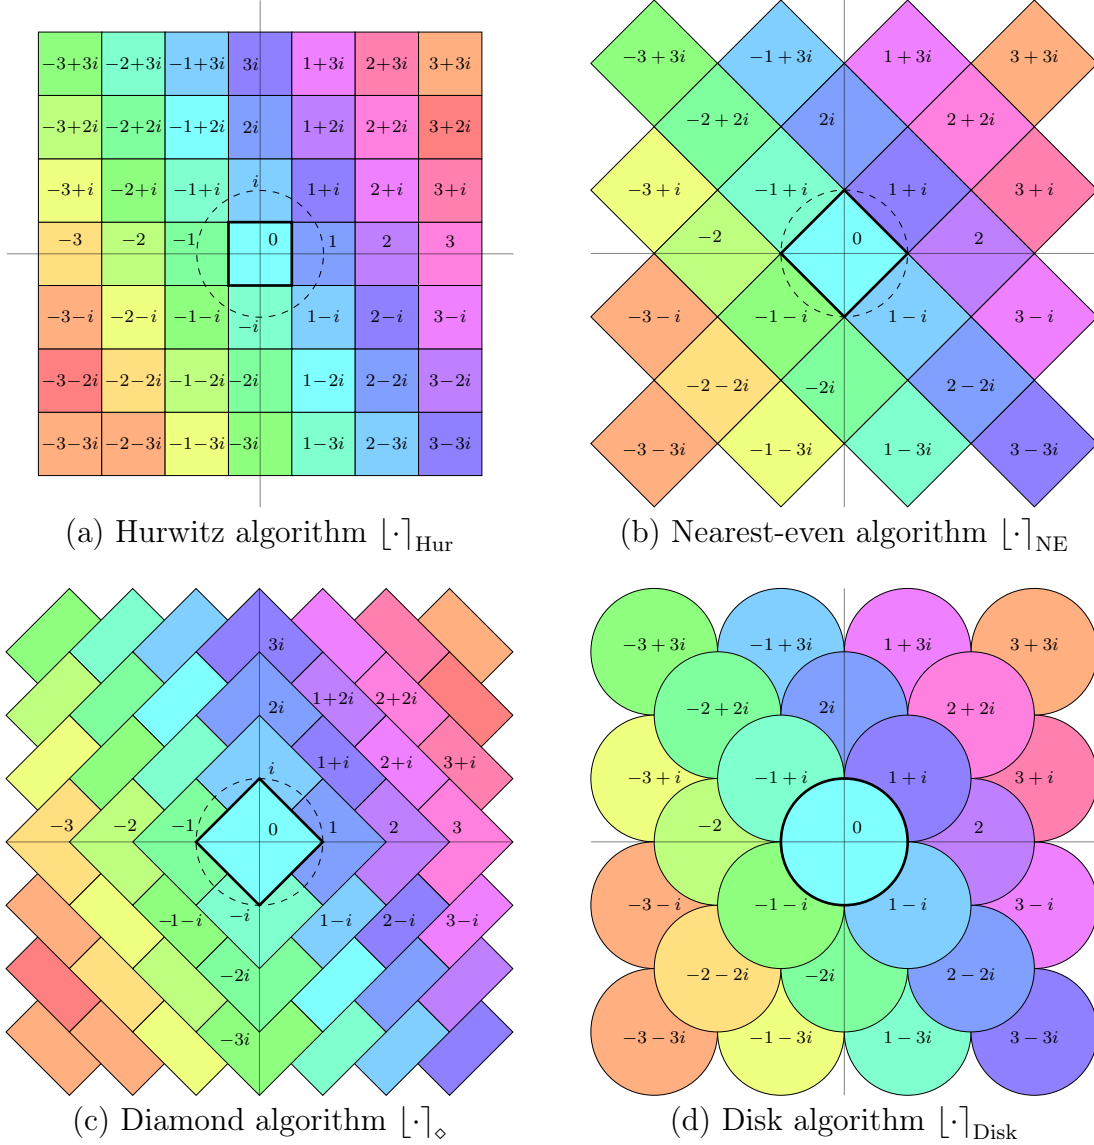 −3+3i −2+3i −1+3i 3i 1+3i 2+3i 3+3i
−3+2i −2+2i −1+2i 2i 1+2i 2+2i 3+2i
−3+i −2+i −1+i i 1+i 2+i 3+i
−3 −2 −1 0 1 2 3
−3−i −2−i −1−i −i 1−i 2−i 3−i
−3−2i −2−2i −1−2i −2i 1−2i 2−2i 3−2i
−3−3i −2−3i −1−3i −3i 1−3i 2−3i 3−3i
(a) Hurwitz algorithm ⌊·⌉Hur
−3 + 3i −1 + 3i 1 + 3i 3 + 3i
−2 + 2i 2i 2 + 2i
−3 + i −1 + i 1 + i 3 + i
−2 0 2
−3 − i −1 − i 1 − i 3 − i
−2 − 2i −2i 2 − 2i
−3 − 3i −1 − 3i 1 − 3i 3 − 3i
(b) Nearest-even algorithm ⌊·⌉NE
3i
2i 1+2i 2+2i
i 1+i 2+i 3+i
−3 −2 −1 0 1 2 3
−1−i −i 1−i 2−i 3−i
−2i
−3i
(c) Diamond algorithm ⌊·⌉⋄
−3 + 3i −1 + 3i 1 + 3i 3 + 3i
−2 + 2i 2i 2 + 2i
−3 + i −1 + i 1 + i 3 + i
−2 0 2
−3 − i −1 − i 1 − i 3 − i
−2 − 2i −2i 2 − 2i
−3 − 3i −1 − 3i 1 − 3i 3 − 3i
(d) Disk algorithm ⌊·⌉Disk